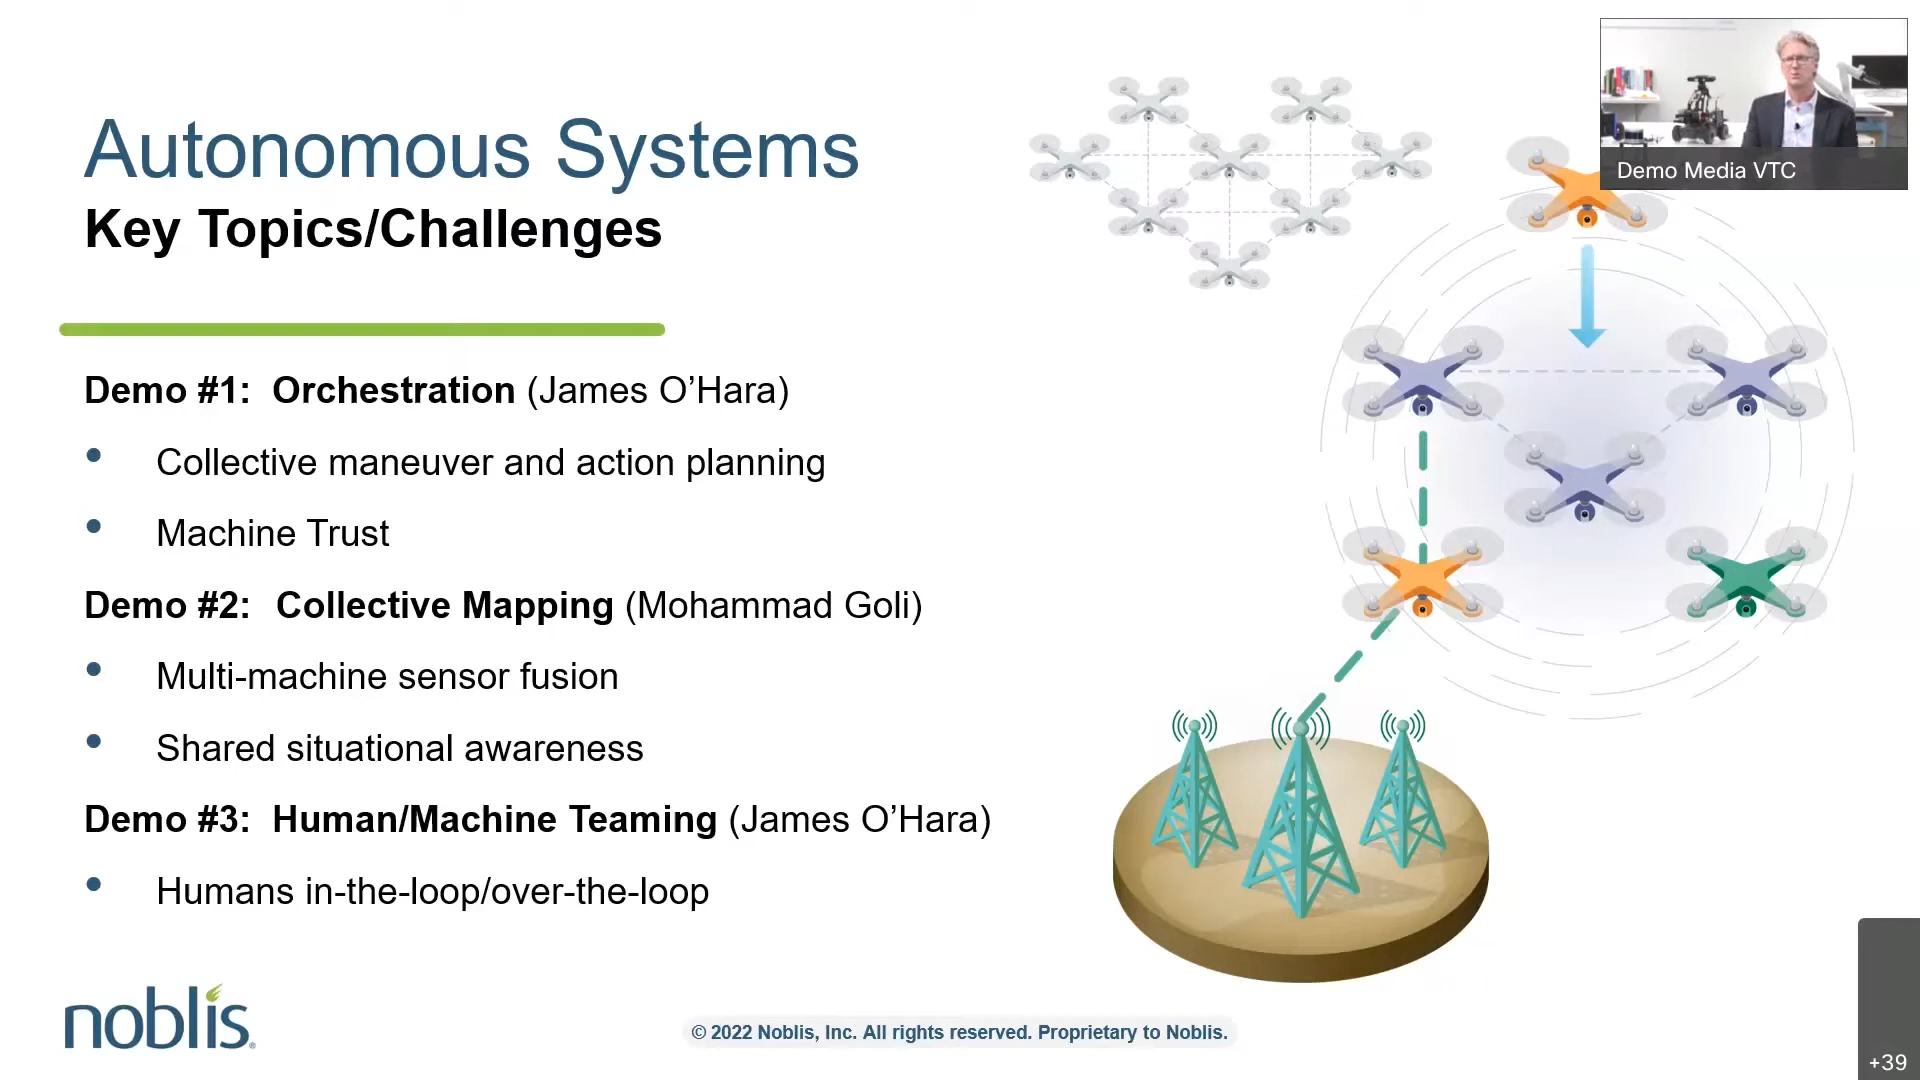 Autonomous Systems
Key Topics/Challenges
Demo #1: Orchestration (James O’Hara)
• Collective maneuver and action planning
• Machine Trust
Demo #2: Collective Mapping (Mohammad Goli)
• Multi-machine sensor fusion
• Shared situational awareness
Demo #3: Human/Machine Teaming (James O’Hara)
• Humans in-the-loop/over-the-loop
Demo Media VTC
noblis®
© 2022 Noblis, Inc. All rights reserved. Proprietary to Noblis.
+39